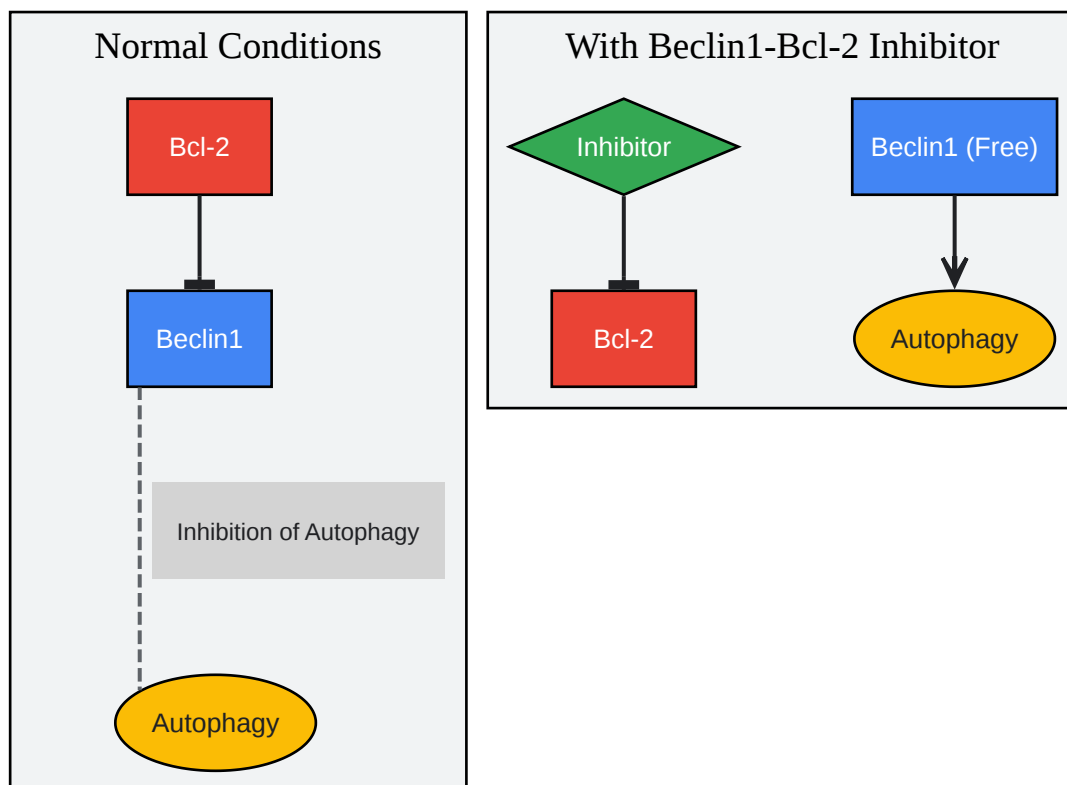 Normal Conditions
Bcl-2
Beclin1
Inhibition of Autophagy
Autophagy
With Beclin1-Bcl-2 Inhibitor
Inhibitor
Beclin1 (Free)
Bcl-2
Autophagy